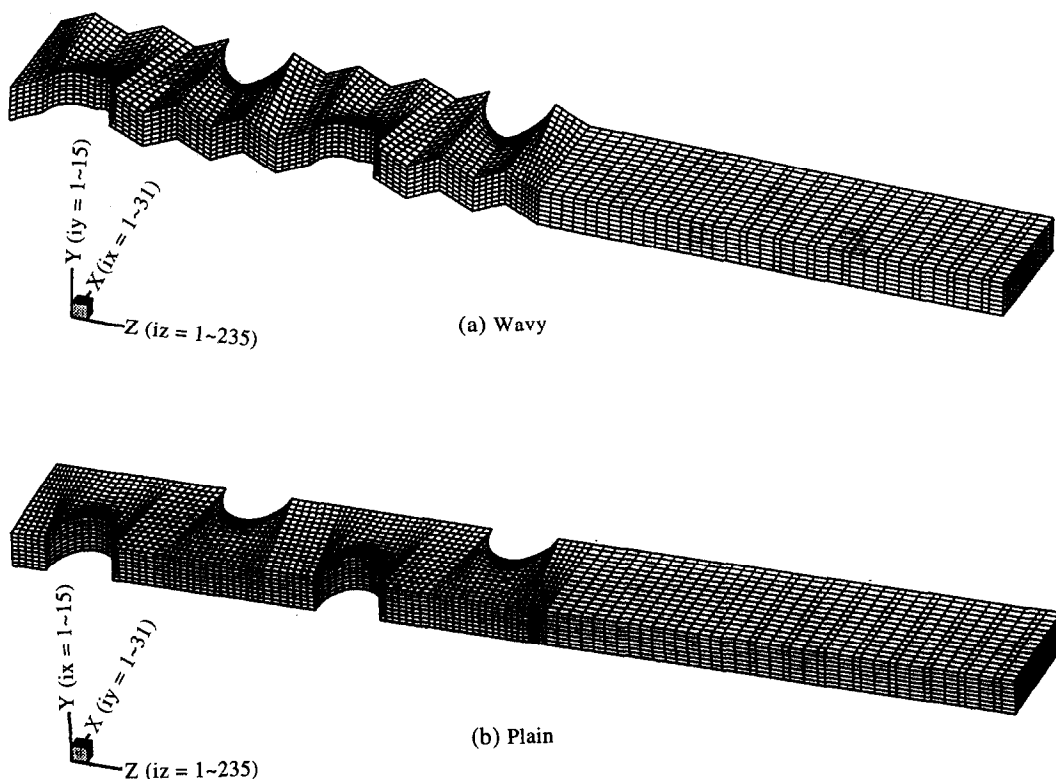 Y (iy = 1~15)
X (ix = 1~31)
Z (iz = 1~235)
(a) Wavy
Y (ix = 1~15)
X (iy = 1~31)
Z (iz = 1~235)
(b) Plain